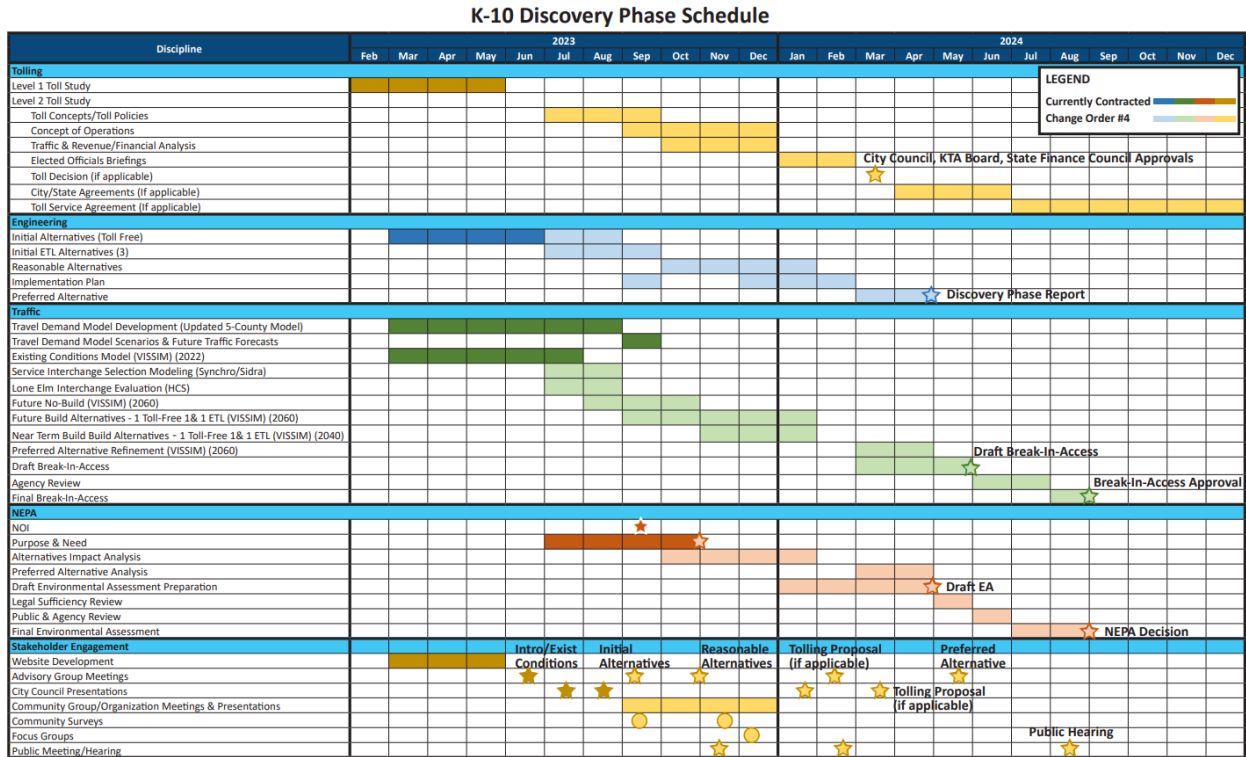 K-10 Discovery Phase Schedule
Discipline
2023
2024
Feb Mar Apr May Jun Jul Aug Sep Oct Nov Dec Jan Feb Mar Apr May Jun Jul Aug Sep Oct Nov Dec
Tolling
LEGEND
Currently Contracted
Change Order #4
Level 1 Toll Study
Level 2 Toll Study
Toll Concepts/Toll Policies
Concept of Operations
Traffic & Revenue/Financial Analysis
Elected Officials Briefings
City Council, KTA Board, State Finance Council Approvals
Toll Decision (if applicable)
City/State Agreements (If applicable)
Toll Service Agreement (If applicable)
Engineering
Initial Alternatives (Toll Free)
Initial ETL Alternatives (3)
Reasonable Alternatives
Implementation Plan
Preferred Alternative
Discovery Phase Report
Traffic
Travel Demand Model Development (Updated 5-County Model)
Travel Demand Model Scenarios & Future Traffic Forecasts
Existing Conditions Model (VISSIM) (2022)
Service Interchange Selection Modeling (Synchro/Sidra)
Lone Elm Interchange Evaluation (HCS)
Future No-Build (VISSIM) (2060)
Future Build Alternatives - 1 Toll-Free 1& 1 ETL (VISSIM) (2060)
Near Term Build Build Alternatives – 1 Toll-Free 1& 1 ETL (VISSIM) (2040)
Preferred Alternative Refinement (VISSIM) (2060)
Draft Break-In-Access
Draft Break-In-Access
Agency Review
Break-In-Access Approval
Final Break-In-Access
NEPA
NOI
Purpose & Need
Alternatives Impact Analysis
Preferred Alternative Analysis
Draft Environmental Assessment Preparation
Draft EA
Legal Sufficiency Review
Public & Agency Review
Final Environmental Assessment
NEPA Decision
Stakeholder Engagement
Intro/Exist
Conditions
Initial
Alternatives
Reasonable
Alternatives
Tolling Proposal
(if applicable)
Preferred
Alternative
Website Development
Advisory Group Meetings
City Council Presentations
Tolling Proposal
(if applicable)
Community Group/Organization Meetings & Presentations
Community Surveys
Focus Groups
Public Hearing
Public Meeting/Hearing